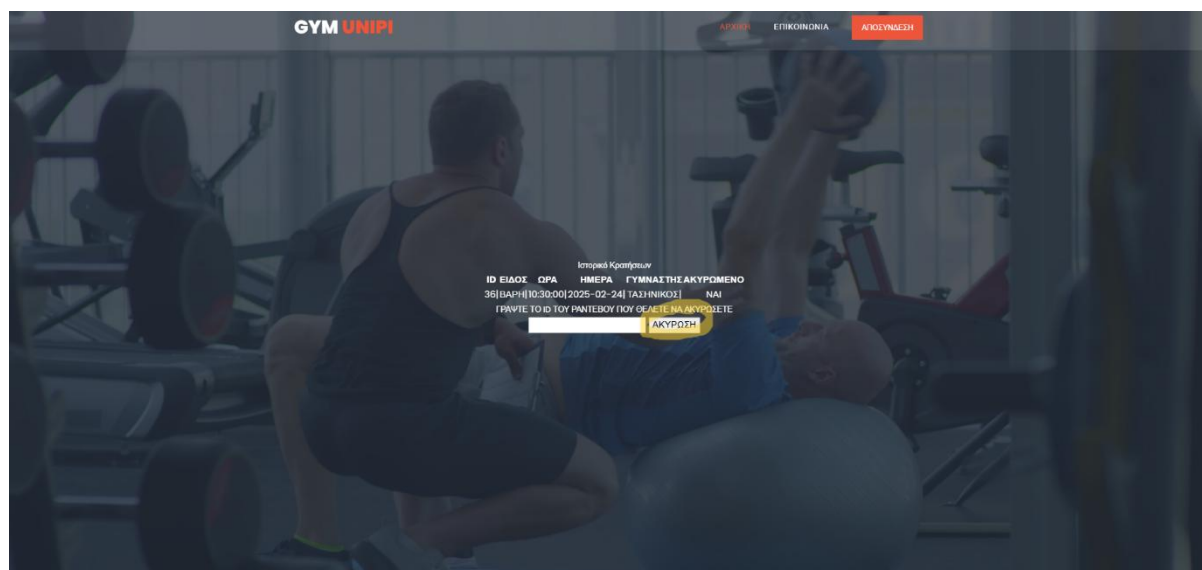 GYM UNIPI
ΑΡΧΙΚΗ ΕΠΙΚΟΙΝΩΝΙΑ ΑΠΟΣΥΝΔΕΣΗ
Ιστορικό Κρατήσεων
ID ΕΙΔΟΣ ΩΡΑ ΗΜΕΡΑ ΓΥΜΝΑΣΤΗΣ ΑΚΥΡΩΜΕΝΟ
36| ΒΑΡΗ| 10:30:00| 2025-02-24| ΤΑΣΗΝΙΚΟΣ| ΝΑΙ
ΓΡΑΨΤΕ ΤΟ ID ΤΟΥ ΡΑΝΤΕΒΟΥ ΠΟΥ ΘΕΛΕΤΕ ΝΑ ΑΚΥΡΩΣΕΤΕ
ΑΚΥΡΩΣΗ